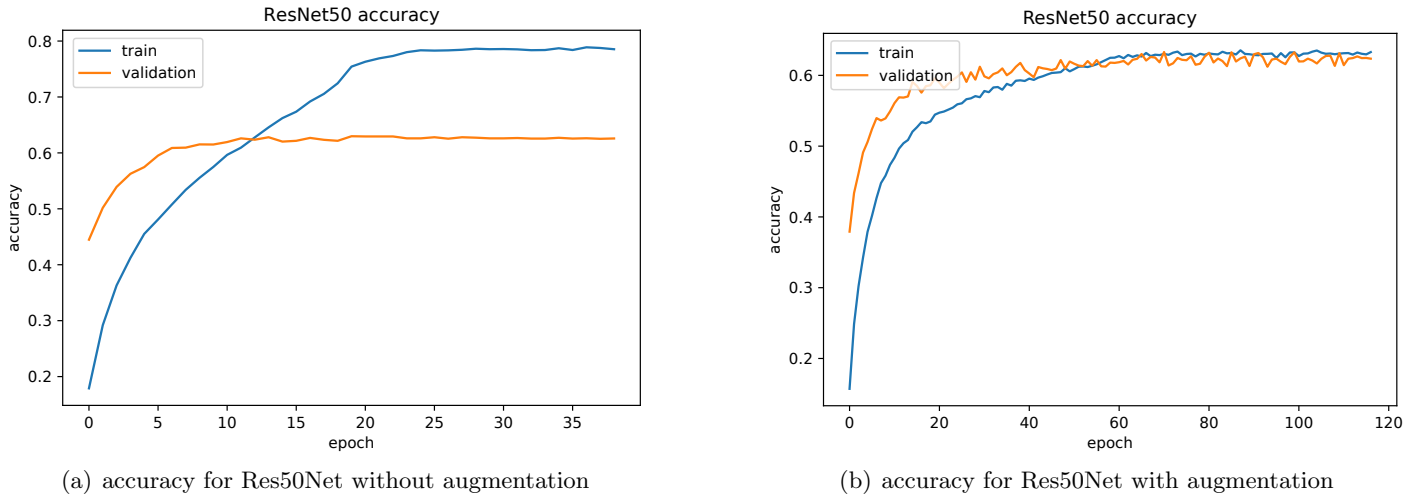 ResNet50 accuracy
train
validation
accuracy
0.8
0.7
0.6
0.5
0.4
0.3
0.2
0 5 10 15 20 25 30 35
epoch
(a) accuracy for Res50Net without augmentation
ResNet50 accuracy
train
validation
accuracy
0.6
0.5
0.4
0.3
0.2
0 20 40 60 80 100 120
epoch
(b) accuracy for Res50Net with augmentation